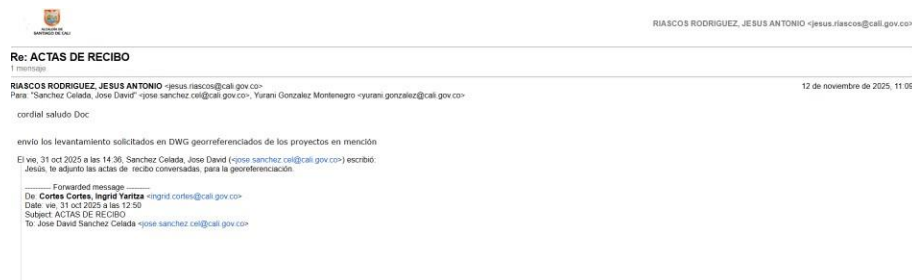 ALCALDÍA DE
SANTIAGO DE CALI
RIASCOS RODRIGUEZ, JESUS ANTONIO <jesus.riascos@cali.gov.co>
Re: ACTAS DE RECIBO
1 mensaje
RIASCOS RODRIGUEZ, JESUS ANTONIO <jesus.riascos@cali.gov.co>
12 de noviembre de 2025, 11:09
Para: "Sanchez Celada, Jose David" <jose.sanchez.cel@cali.gov.co>, Yurani Gonzalez Montenegro <yurani.gonzalez@cali.gov.co>
cordial saludo Doc
envio los levantamiento solicitados en DWG georreferenciados de los proyectos en mención
El vie, 31 oct 2025 a las 14:36, Sanchez Celada, Jose David (<jose.sanchez.cel@cali.gov.co>) escribió:
Jesús, te adjunto las actas de recibo conversadas, para la georeferenciación.
---------- Forwarded message ---------
De: Cortes Cortes, Ingrid Yaritza <ingrid.cortes@cali.gov.co>
Date: vie, 31 oct 2025 a las 12:50
Subject: ACTAS DE RECIBO
To: Jose David Sanchez Celada <jose.sanchez.cel@cali.gov.co>